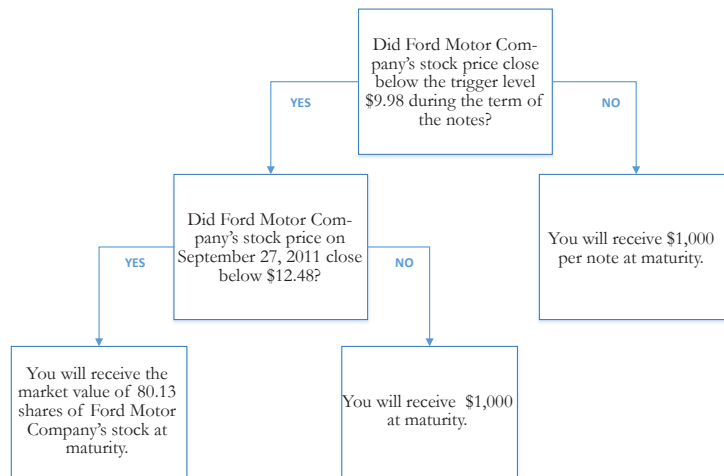 Did Ford Motor Com-
pany's stock price close
below the trigger level
$9.98 during the term of
the notes?
YES
NO
Did Ford Motor Com-
pany's stock price on
September 27, 2011 close
below $12.48?
You will receive $1,000
per note at maturity.
YES
NO
You will receive the
market value of 80.13
shares of Ford Motor
Company's stock at
maturity.
You will receive  $1,000
at maturity.